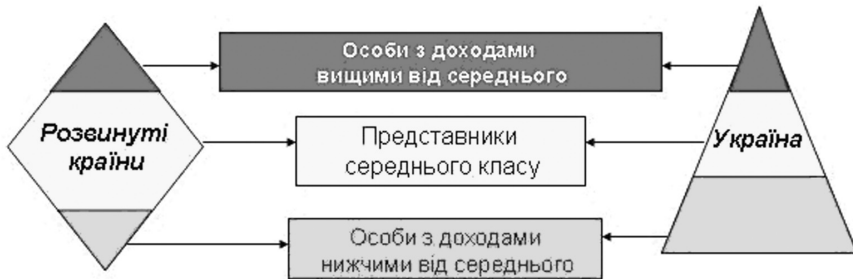 Особи з доходами
вищими від середнього
Розвинуті
країни
Представники
середнього класу
Україна
Особи з доходами
нижчими від середнього